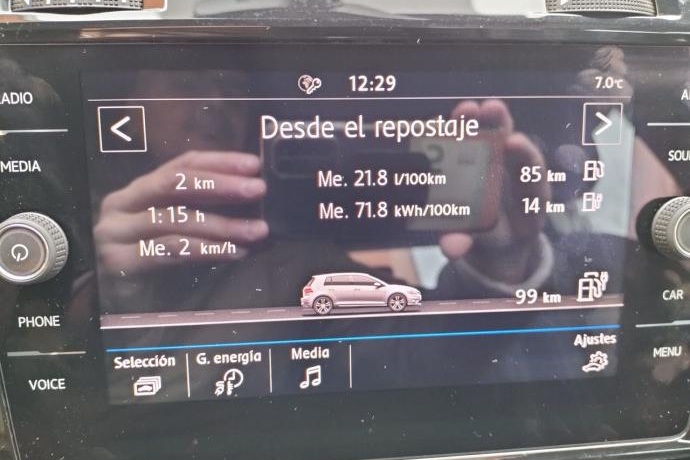 12:29
7.0°C
RADIO
MEDIA
PHONE
VOICE
Desde el repostaje
2 km
1:15 h
Me. 2 km/h
Me. 21.8 l/100km
Me. 71.8 kWh/100km
85 km
14 km
99 km
Selección
G. energía
Media
Ajustes
SOU
CAR
MENU